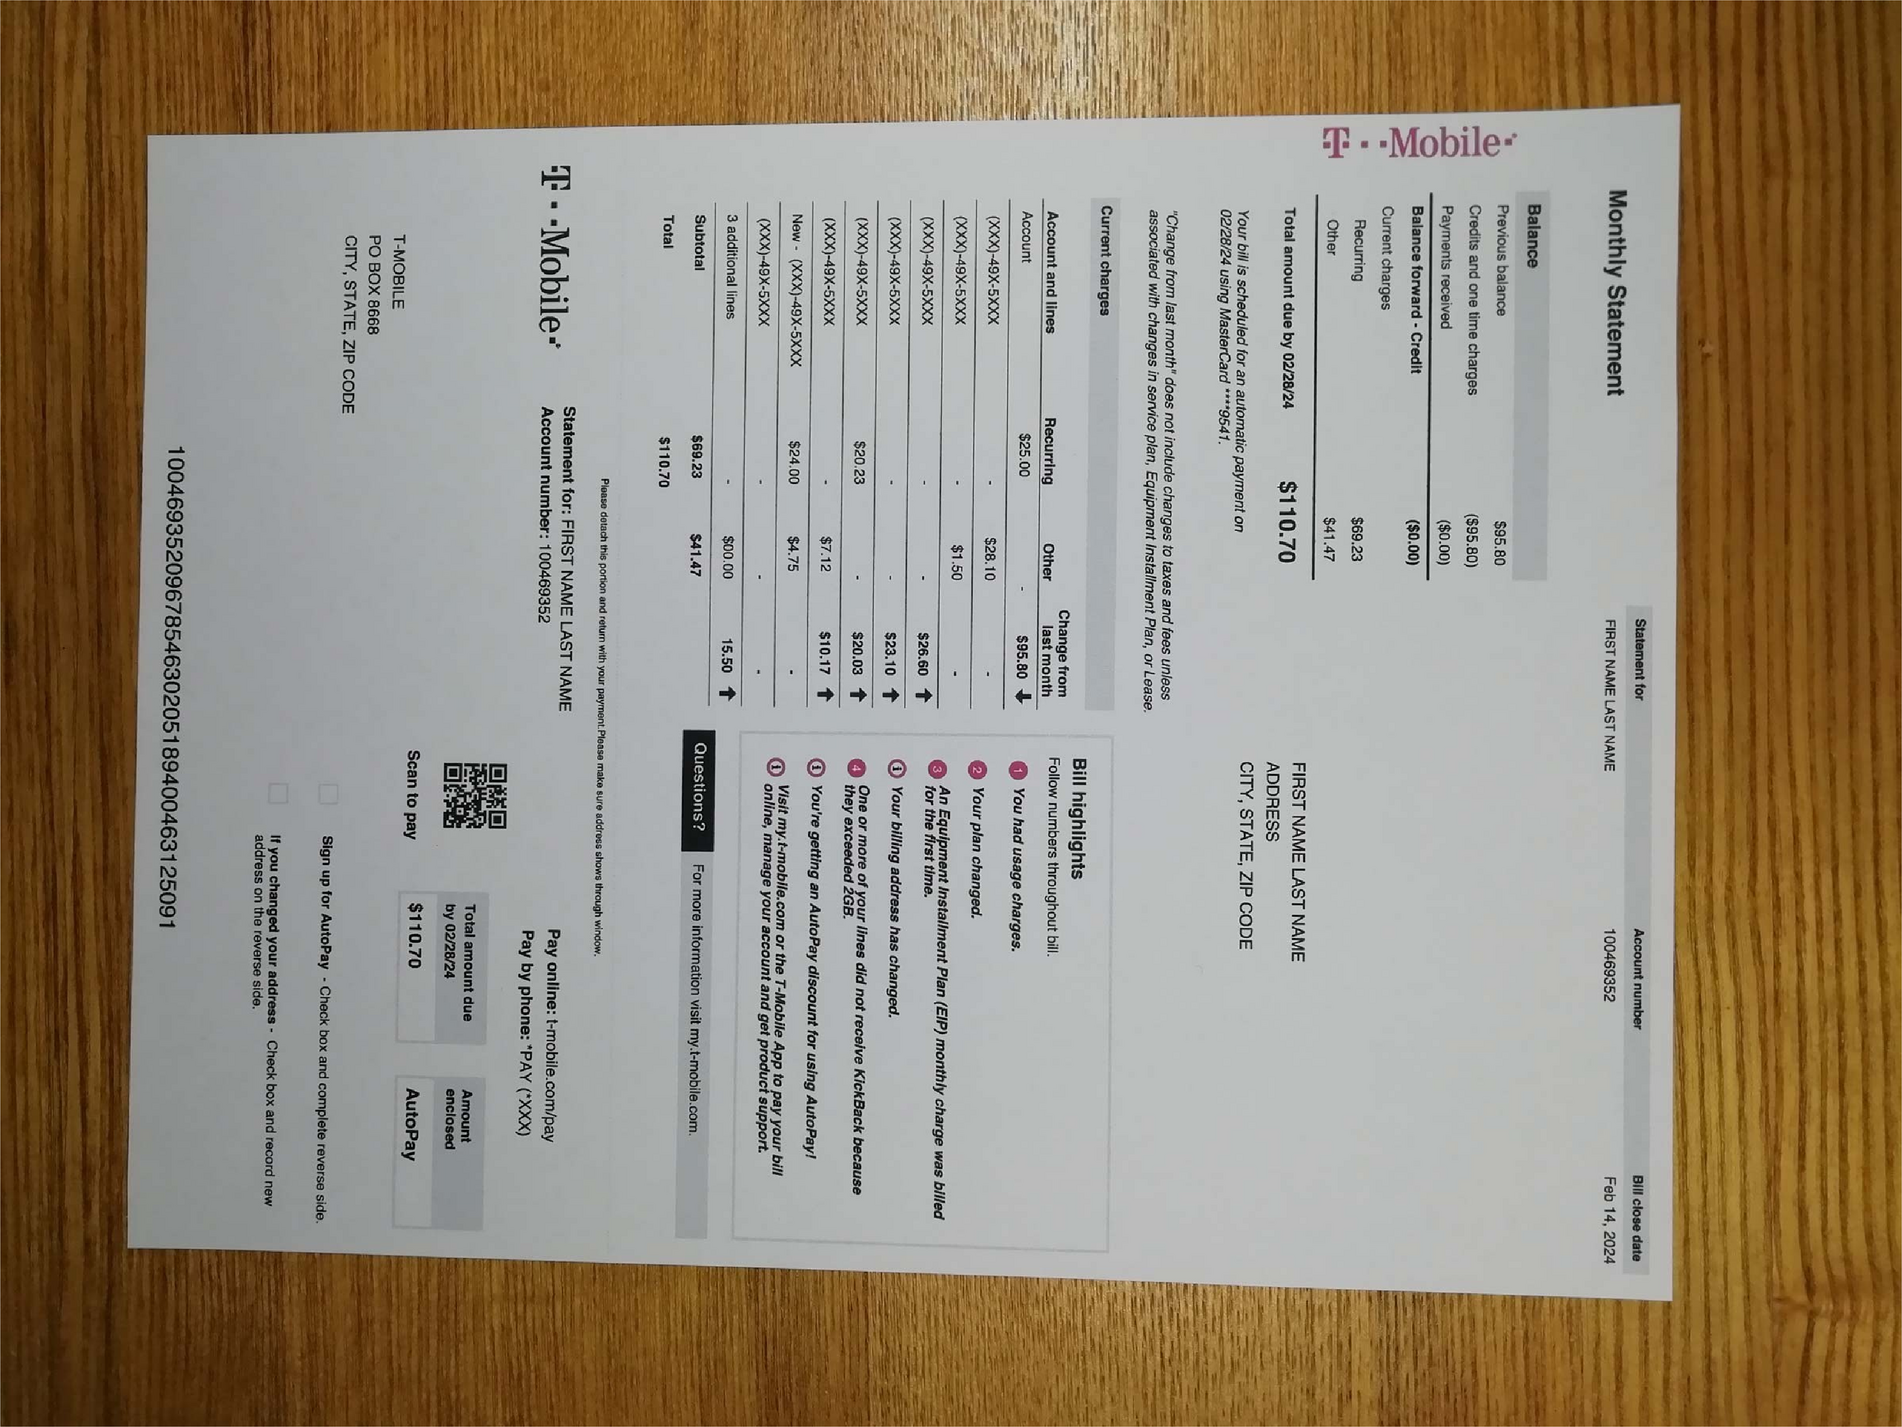 T··Mobile·
Monthly Statement
Statement for
Account number
Bill close date
FIRST NAME LAST NAME
100469352
Feb 14, 2024
Balance
Previous balance $95.80
Credits and one time charges ($95.80)
Payments received ($0.00)
Balance forward - Credit ($0.00)
Current charges
Recurring $69.23
Other $41.47
Total amount due by 02/28/24 $110.70
Your bill is scheduled for an automatic payment on
02/28/24 using MasterCard ****9541.
FIRST NAME LAST NAME
ADDRESS
CITY, STATE, ZIP CODE
"Change from last month" does not include changes to taxes and fees unless
associated with changes in service plan, Equipment Installment Plan, or Lease.
Current charges
Account and lines Recurring Other Change from
last month
Account $25.00 - $95.80 ↓
(XXX)-49X-5XXX - $28.10 -
(XXX)-49X-5XXX - $1.50 -
(XXX)-49X-5XXX - - $26.60 ↑
(XXX)-49X-5XXX - - $23.10 ↑
(XXX)-49X-5XXX $20.23 - $20.03 ↑
(XXX)-49X-5XXX - $7.12 $10.17 ↑
New - (XXX)-49X-5XXX $24.00 $4.75 -
(XXX)-49X-5XXX - - -
3 additional lines - $00.00 15.50 ↑
Subtotal $69.23 $41.47
Total $110.70
Bill highlights
Follow numbers throughout bill.
1 You had usage charges.
2 Your plan changed.
3 An Equipment Installment Plan (EIP) monthly charge was billed
for the first time.
i Your billing address has changed.
4 One or more of your lines did not receive KickBack because
they exceeded 2GB.
i You're getting an AutoPay discount for using AutoPay!
i Visit my.t-mobile.com or the T-Mobile App to pay your bill
online, manage your account and get product support.
Questions? For more information visit my.t-mobile.com.
Please detach this portion and return with your payment. Please make sure address shows through window.
T··Mobile·
Statement for: FIRST NAME LAST NAME
Account number: 100469352
Pay online: t-mobile.com/pay
Pay by phone: *PAY (*XXX)
Scan to pay
Total amount due
by 02/28/24
$110.70
Amount
enclosed
AutoPay
T-MOBILE
PO BOX 8668
CITY, STATE, ZIP CODE
Sign up for AutoPay - Check box and complete reverse side.
If you changed your address - Check box and record new
address on the reverse side.
10046935209678546302051894004631250​91